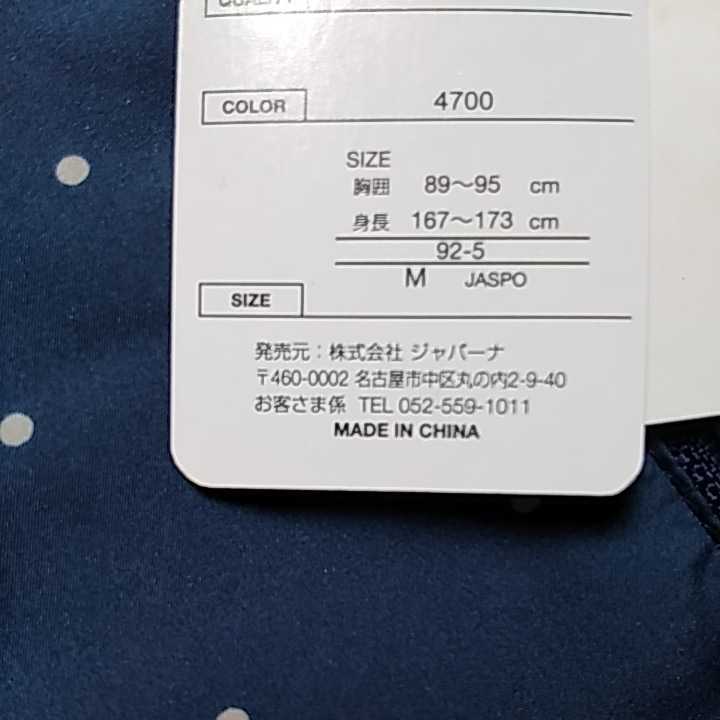 QUALITY
COLOR 4700
SIZE
胸囲 89〜95 cm
身長 167〜173 cm
92-5
M JASPO
SIZE
発売元：株式会社 ジャパーナ
〒460-0002 名古屋市中区丸の内2-9-40
お客さま係 TEL 052-559-1011
MADE IN CHINA